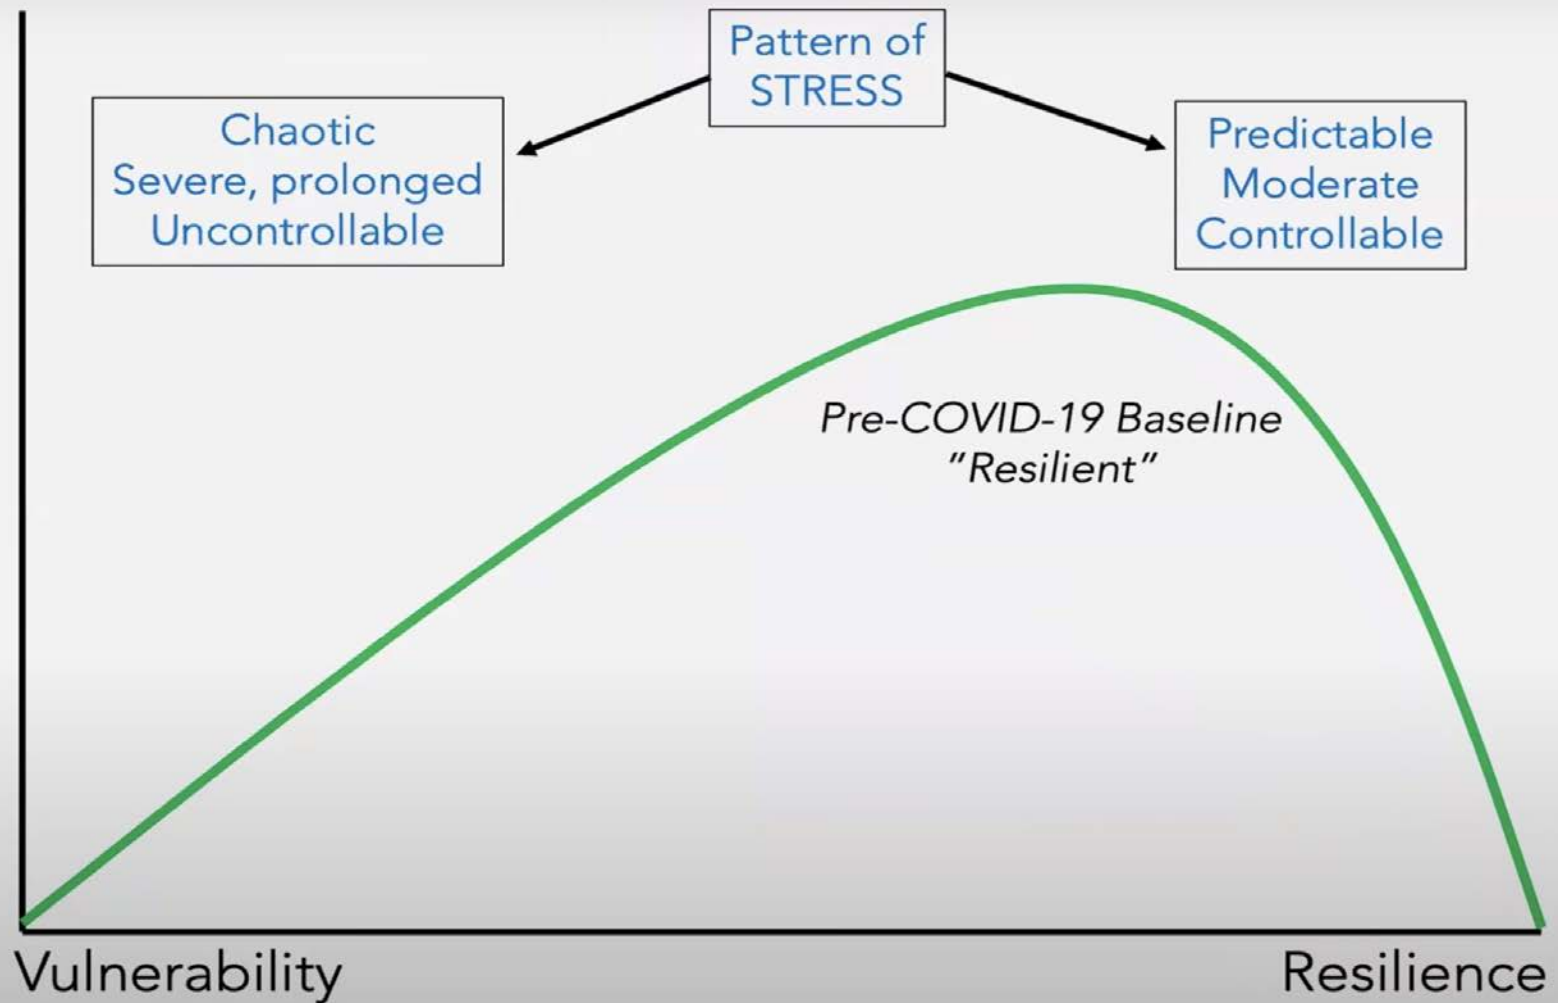 Pattern of
STRESS
Chaotic
Severe, prolonged
Uncontrollable
Predictable
Moderate
Controllable
Pre-COVID-19 Baseline
”Resilient”
Vulnerability
Resilience